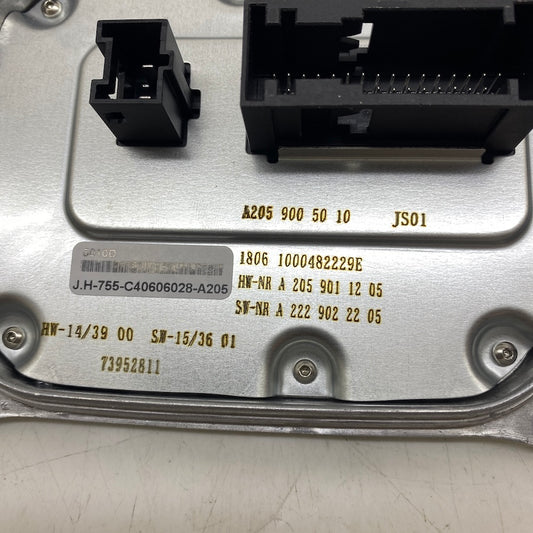 A205 900 50 10 JS01
5010D
1806 1000482229E
J.H-755-C40606028-A205
HW-NR A 205 901 12 05
SW-NR A 222 902 22 05
HW-14/39 00 SW-15/36 01
73952811